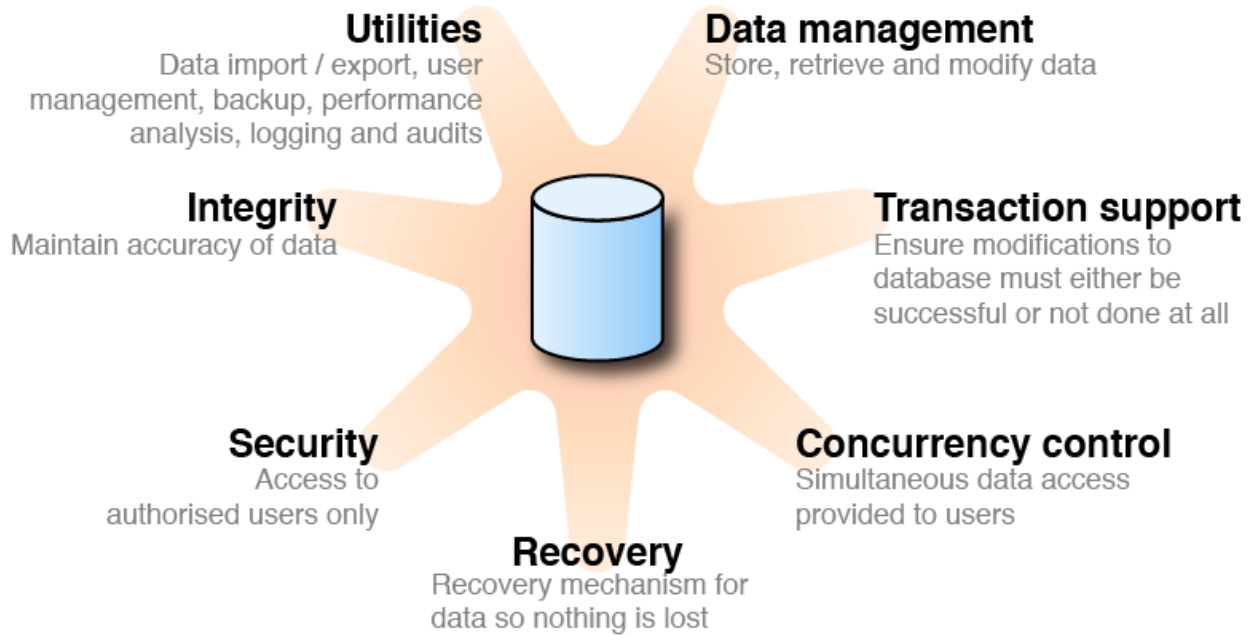 Utilities
Data import / export, user
management, backup, performance
analysis, logging and audits
Data management
Store, retrieve and modify data
Integrity
Maintain accuracy of data
Transaction support
Ensure modifications to
database must either be
successful or not done at all
Security
Access to
authorised users only
Concurrency control
Simultaneous data access
provided to users
Recovery
Recovery mechanism for
data so nothing is lost